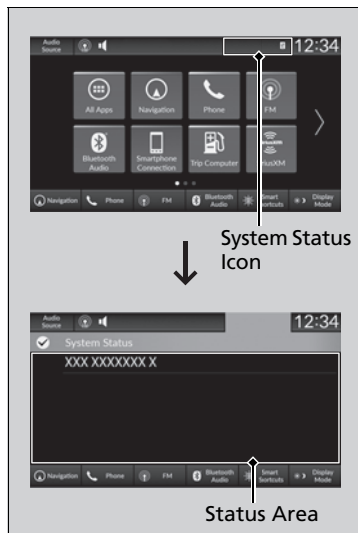 Audio
Source
12:34
All Apps
Navigation
Phone
FM
Bluetooth
Audio
Smartphone
Connection
Trip Computer
SiriusXM
Navigation
Phone
FM
Bluetooth
Audio
Smart
Shortcuts
Display
Mode
System Status
Icon
Audio
Source
12:34
System Status
XXX XXXXXXX X
Navigation
Phone
FM
Bluetooth
Audio
Smart
Shortcuts
Display
Mode
Status Area